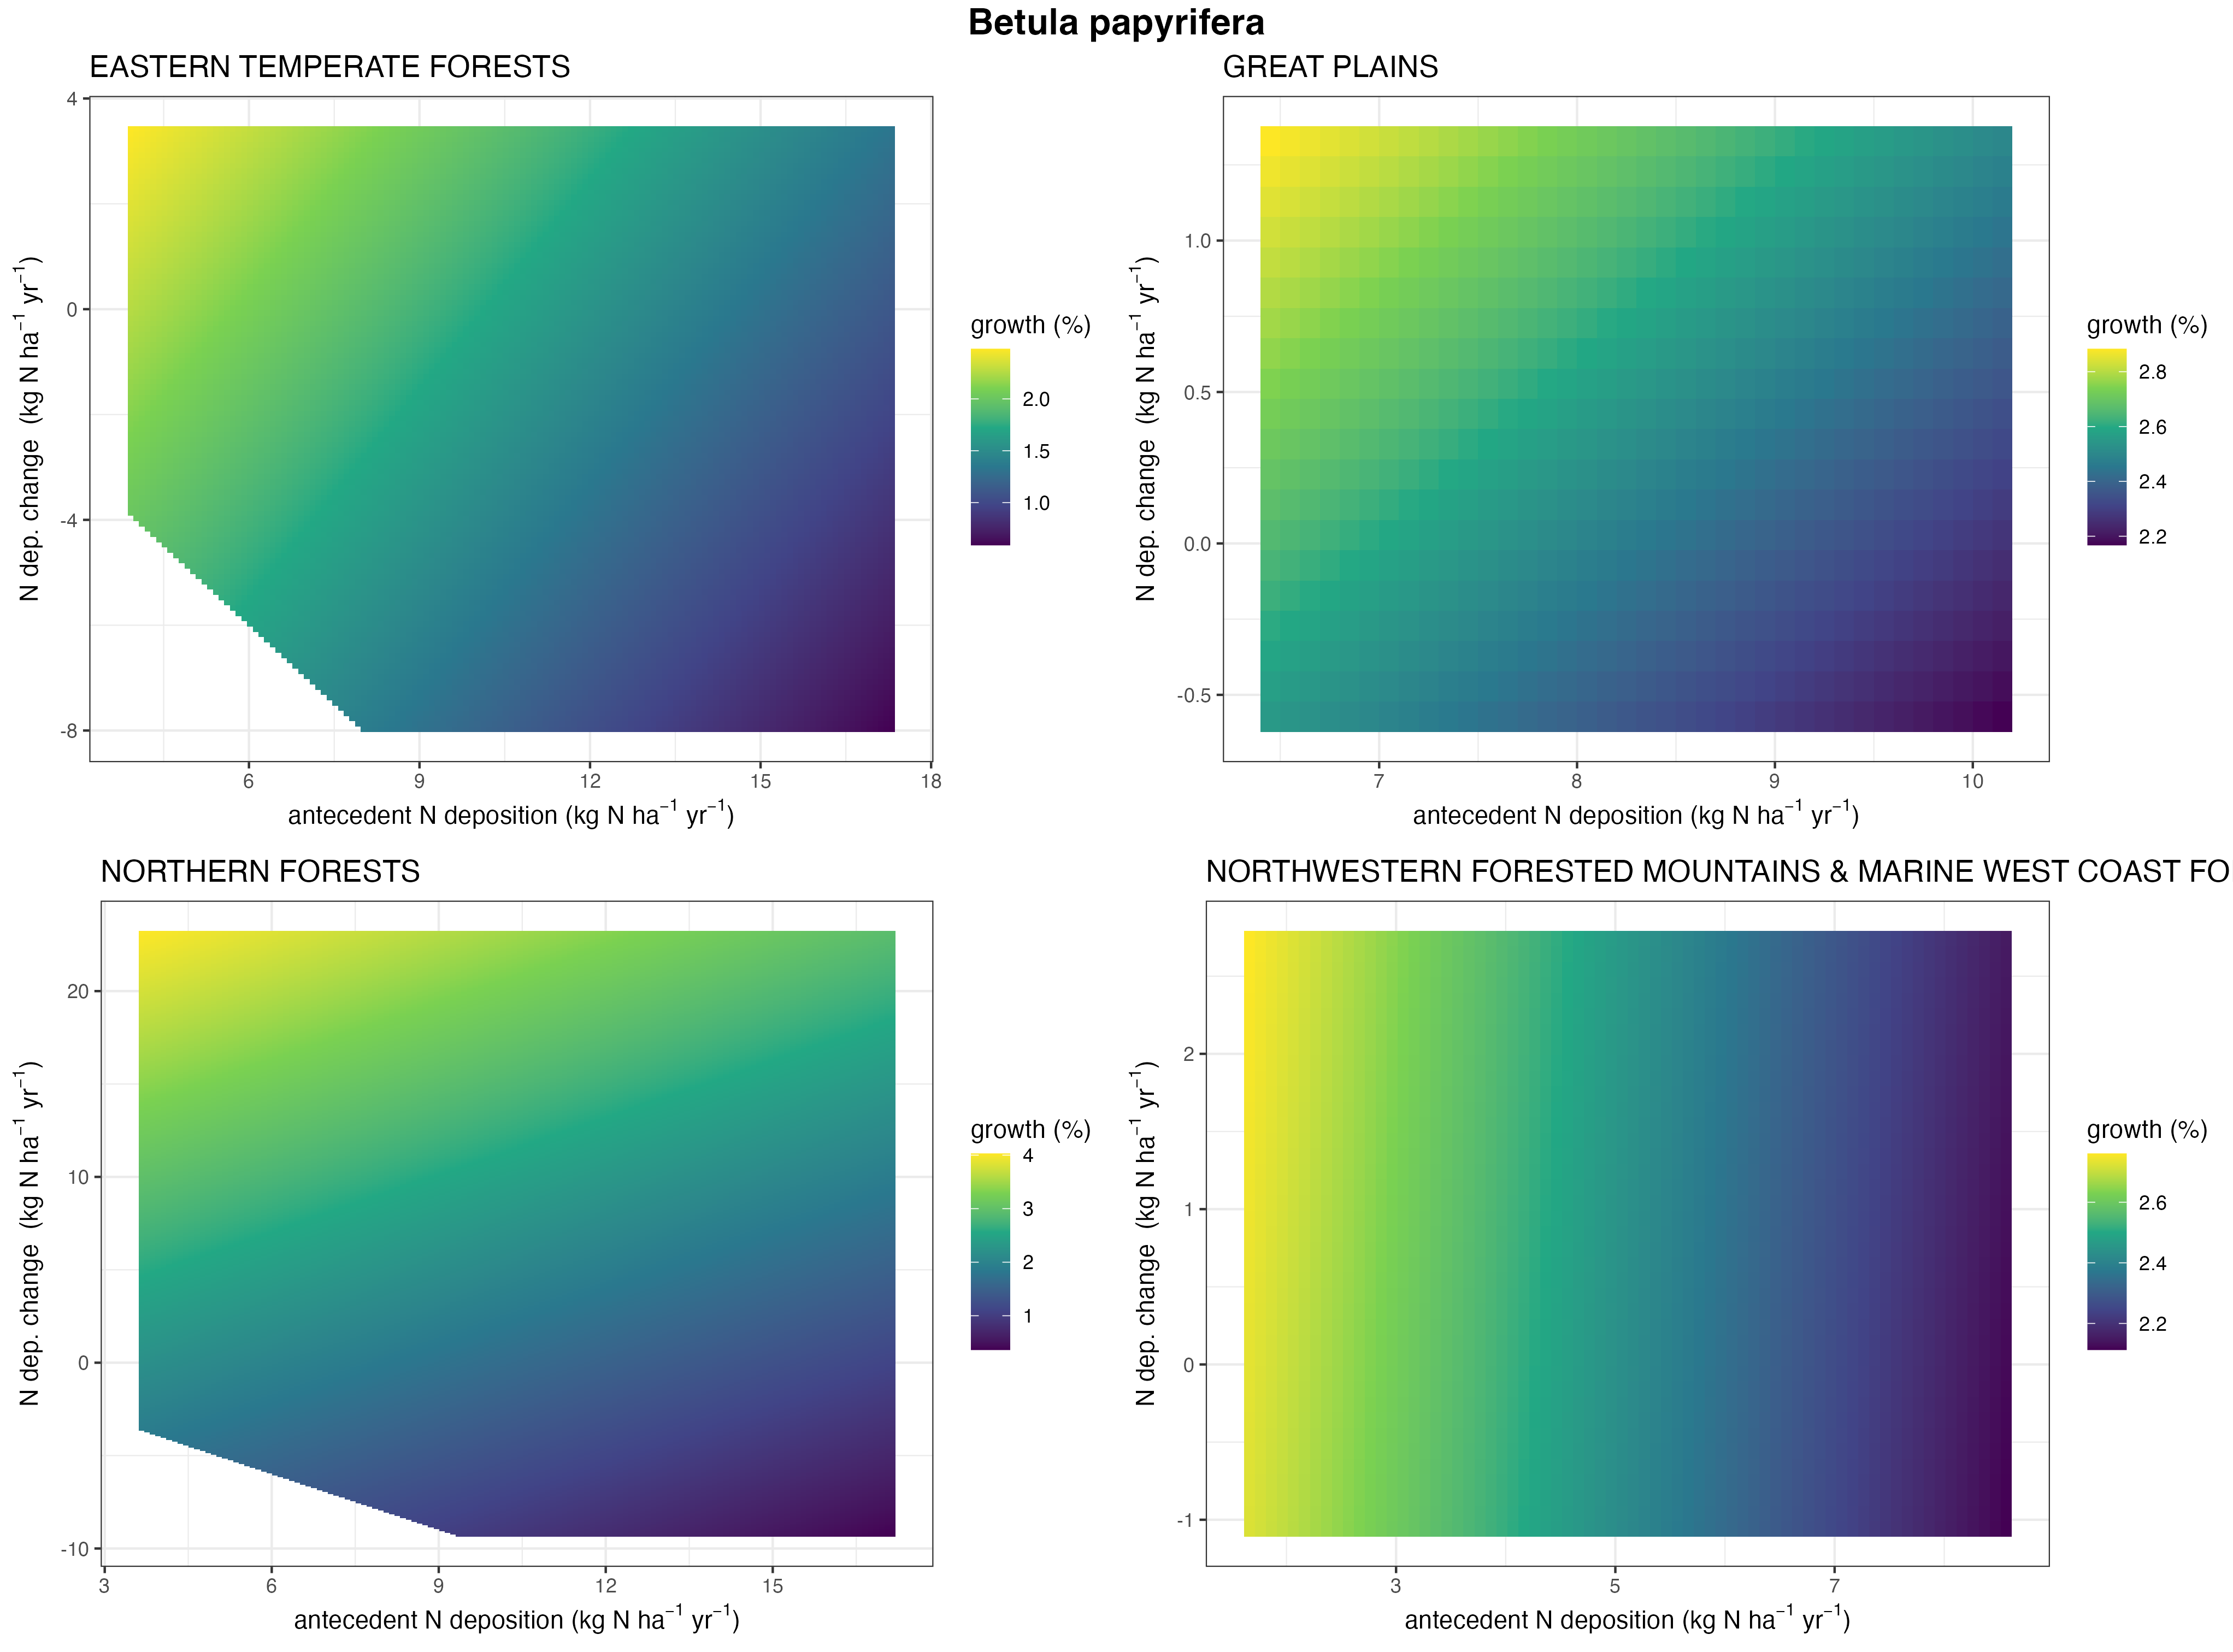 Betula papyrifera
EASTERN TEMPERATE FORESTS
4
0
-4
-8
N dep. change (kg N ha⁻¹ yr⁻¹)
6 9 12 15 18
antecedent N deposition (kg N ha⁻¹ yr⁻¹)
growth (%)
2.0
1.5
1.0
GREAT PLAINS
1.0
0.5
0.0
-0.5
N dep. change (kg N ha⁻¹ yr⁻¹)
7 8 9 10
antecedent N deposition (kg N ha⁻¹ yr⁻¹)
growth (%)
2.8
2.6
2.4
2.2
NORTHERN FORESTS
20
10
0
-10
N dep. change (kg N ha⁻¹ yr⁻¹)
3 6 9 12 15
antecedent N deposition (kg N ha⁻¹ yr⁻¹)
growth (%)
4
3
2
1
NORTHWESTERN FORESTED MOUNTAINS & MARINE WEST COAST FO
2
1
0
-1
N dep. change (kg N ha⁻¹ yr⁻¹)
3 5 7
antecedent N deposition (kg N ha⁻¹ yr⁻¹)
growth (%)
2.6
2.4
2.2